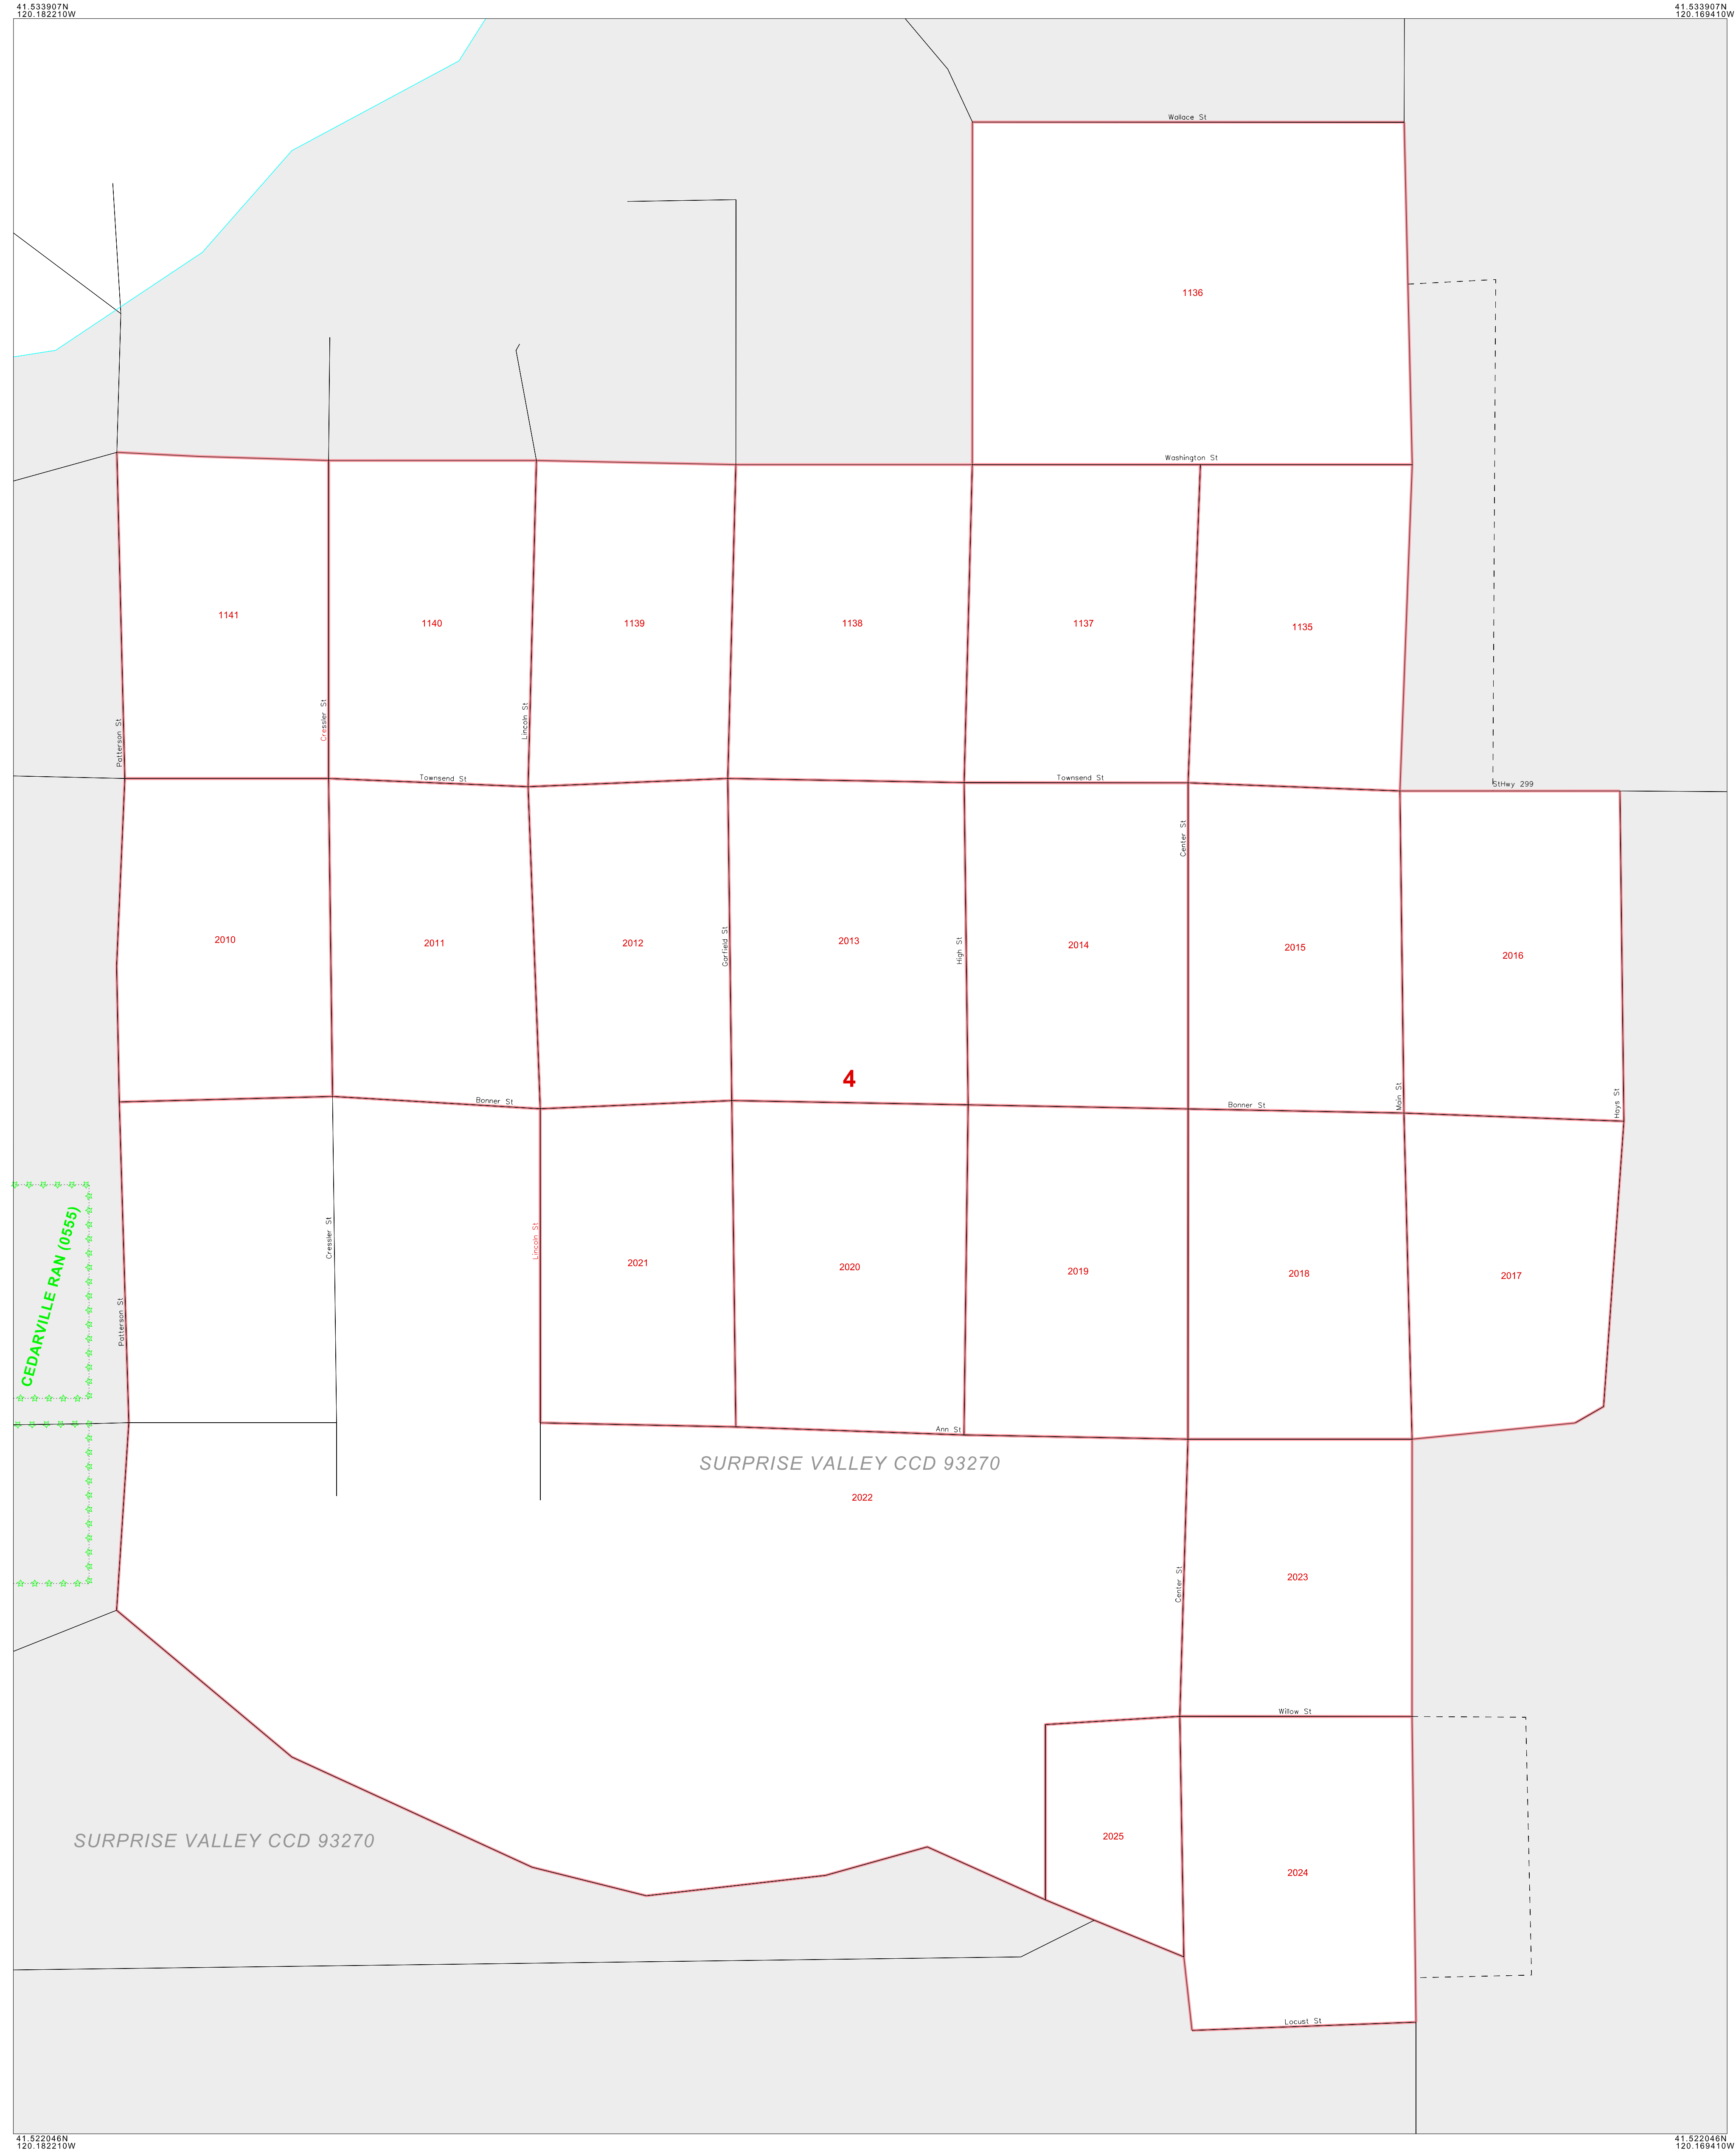 41.533907N
120.182210W
41.533907N
120.169410W
Wallace St
1136
Washington St
1141
1140
1139
1138
1137
1135
Patterson St
Cressler St
Lincoln St
Townsend St
Townsend St
StHwy 299
Center St
2010
2011
2012
Garfield St
2013
High St
2014
2015
2016
4
Main St
Hays St
Bonner St
Bonner St
CEDARVILLE RAN (0555)
Patterson St
Cressler St
Lincoln St
2021
2020
2019
2018
2017
Ann St
SURPRISE VALLEY CCD 93270
2022
Center St
2023
Willow St
SURPRISE VALLEY CCD 93270
2025
2024
Locust St
41.522046N
120.182210W
41.522046N
120.169410W